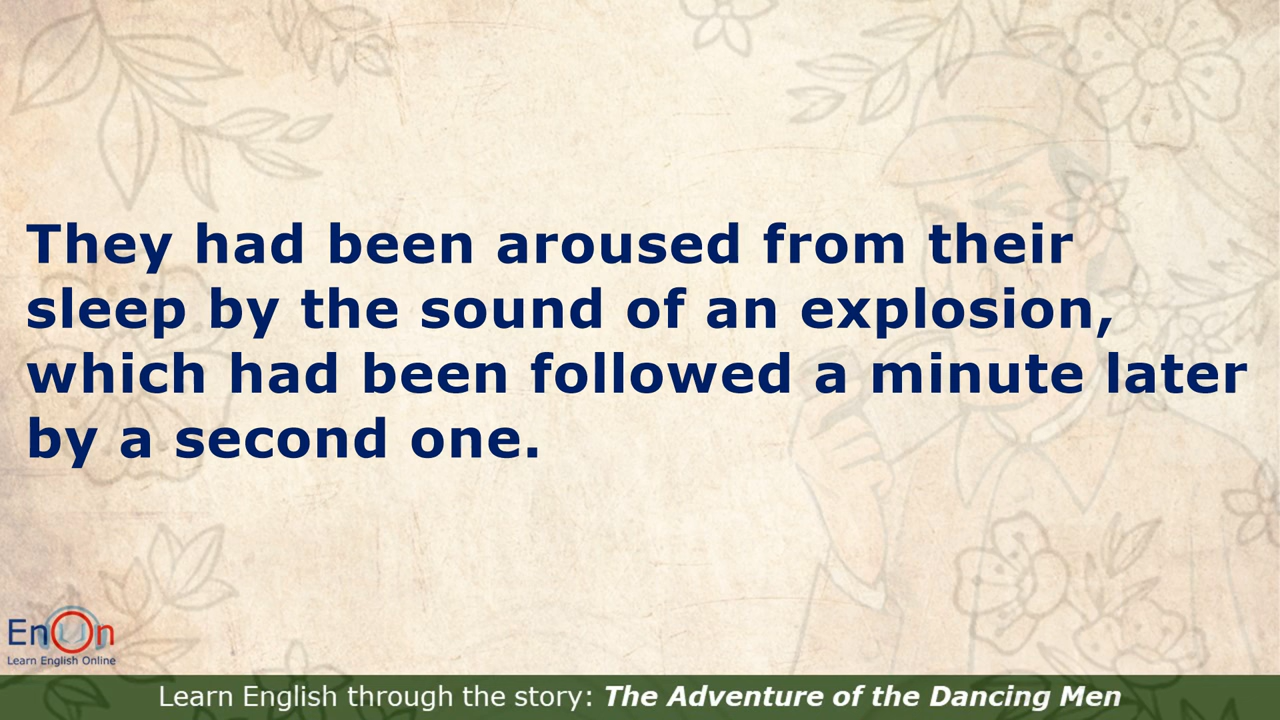 They had been aroused from their
sleep by the sound of an explosion,
which had been followed a minute later
by a second one.
EnOn
Learn English Online
Learn English through the story: The Adventure of the Dancing Men